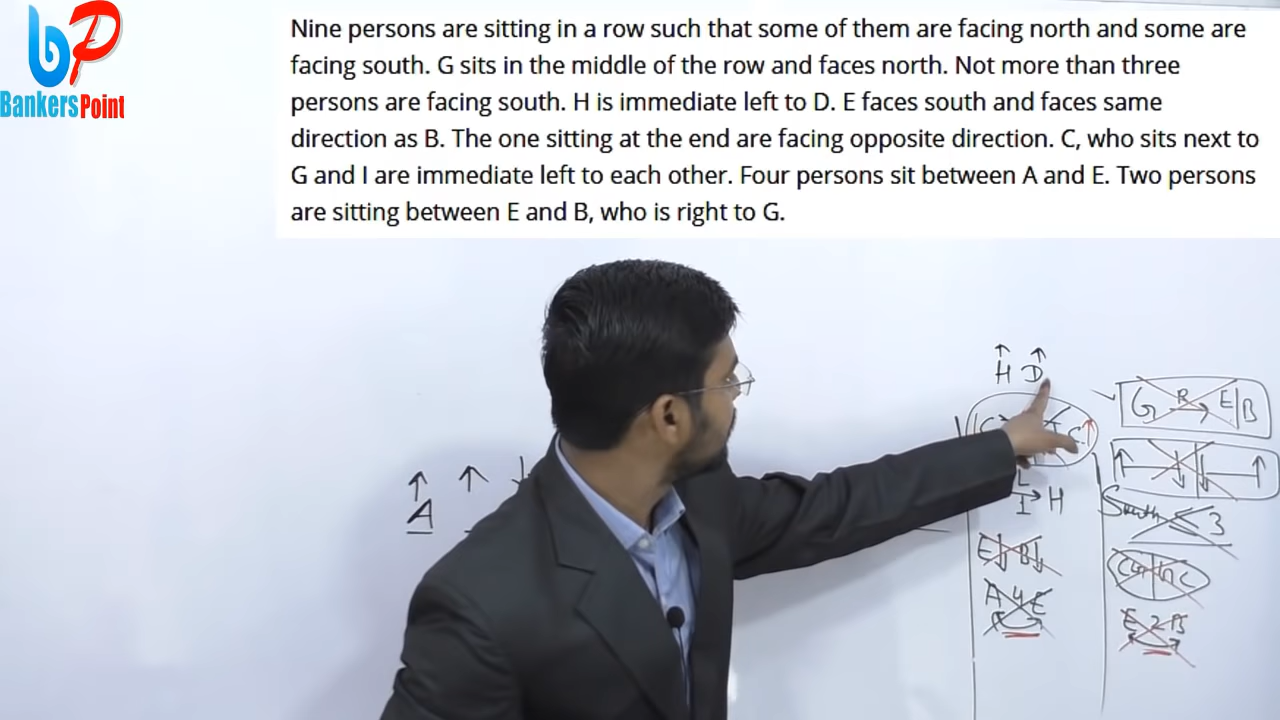 Nine persons are sitting in a row such that some of them are facing north and some are
facing south. G sits in the middle of the row and faces north. Not more than three
persons are facing south. H is immediate left to D. E faces south and faces same
direction as B. The one sitting at the end are facing opposite direction. C, who sits next to
G and I are immediate left to each other. Four persons sit between A and E. Two persons
are sitting between E and B, who is right to G.
BankersPoint
H D
G R E/B
A
L
I H
South ≤ 3
E B
A 4 E
E 2 B